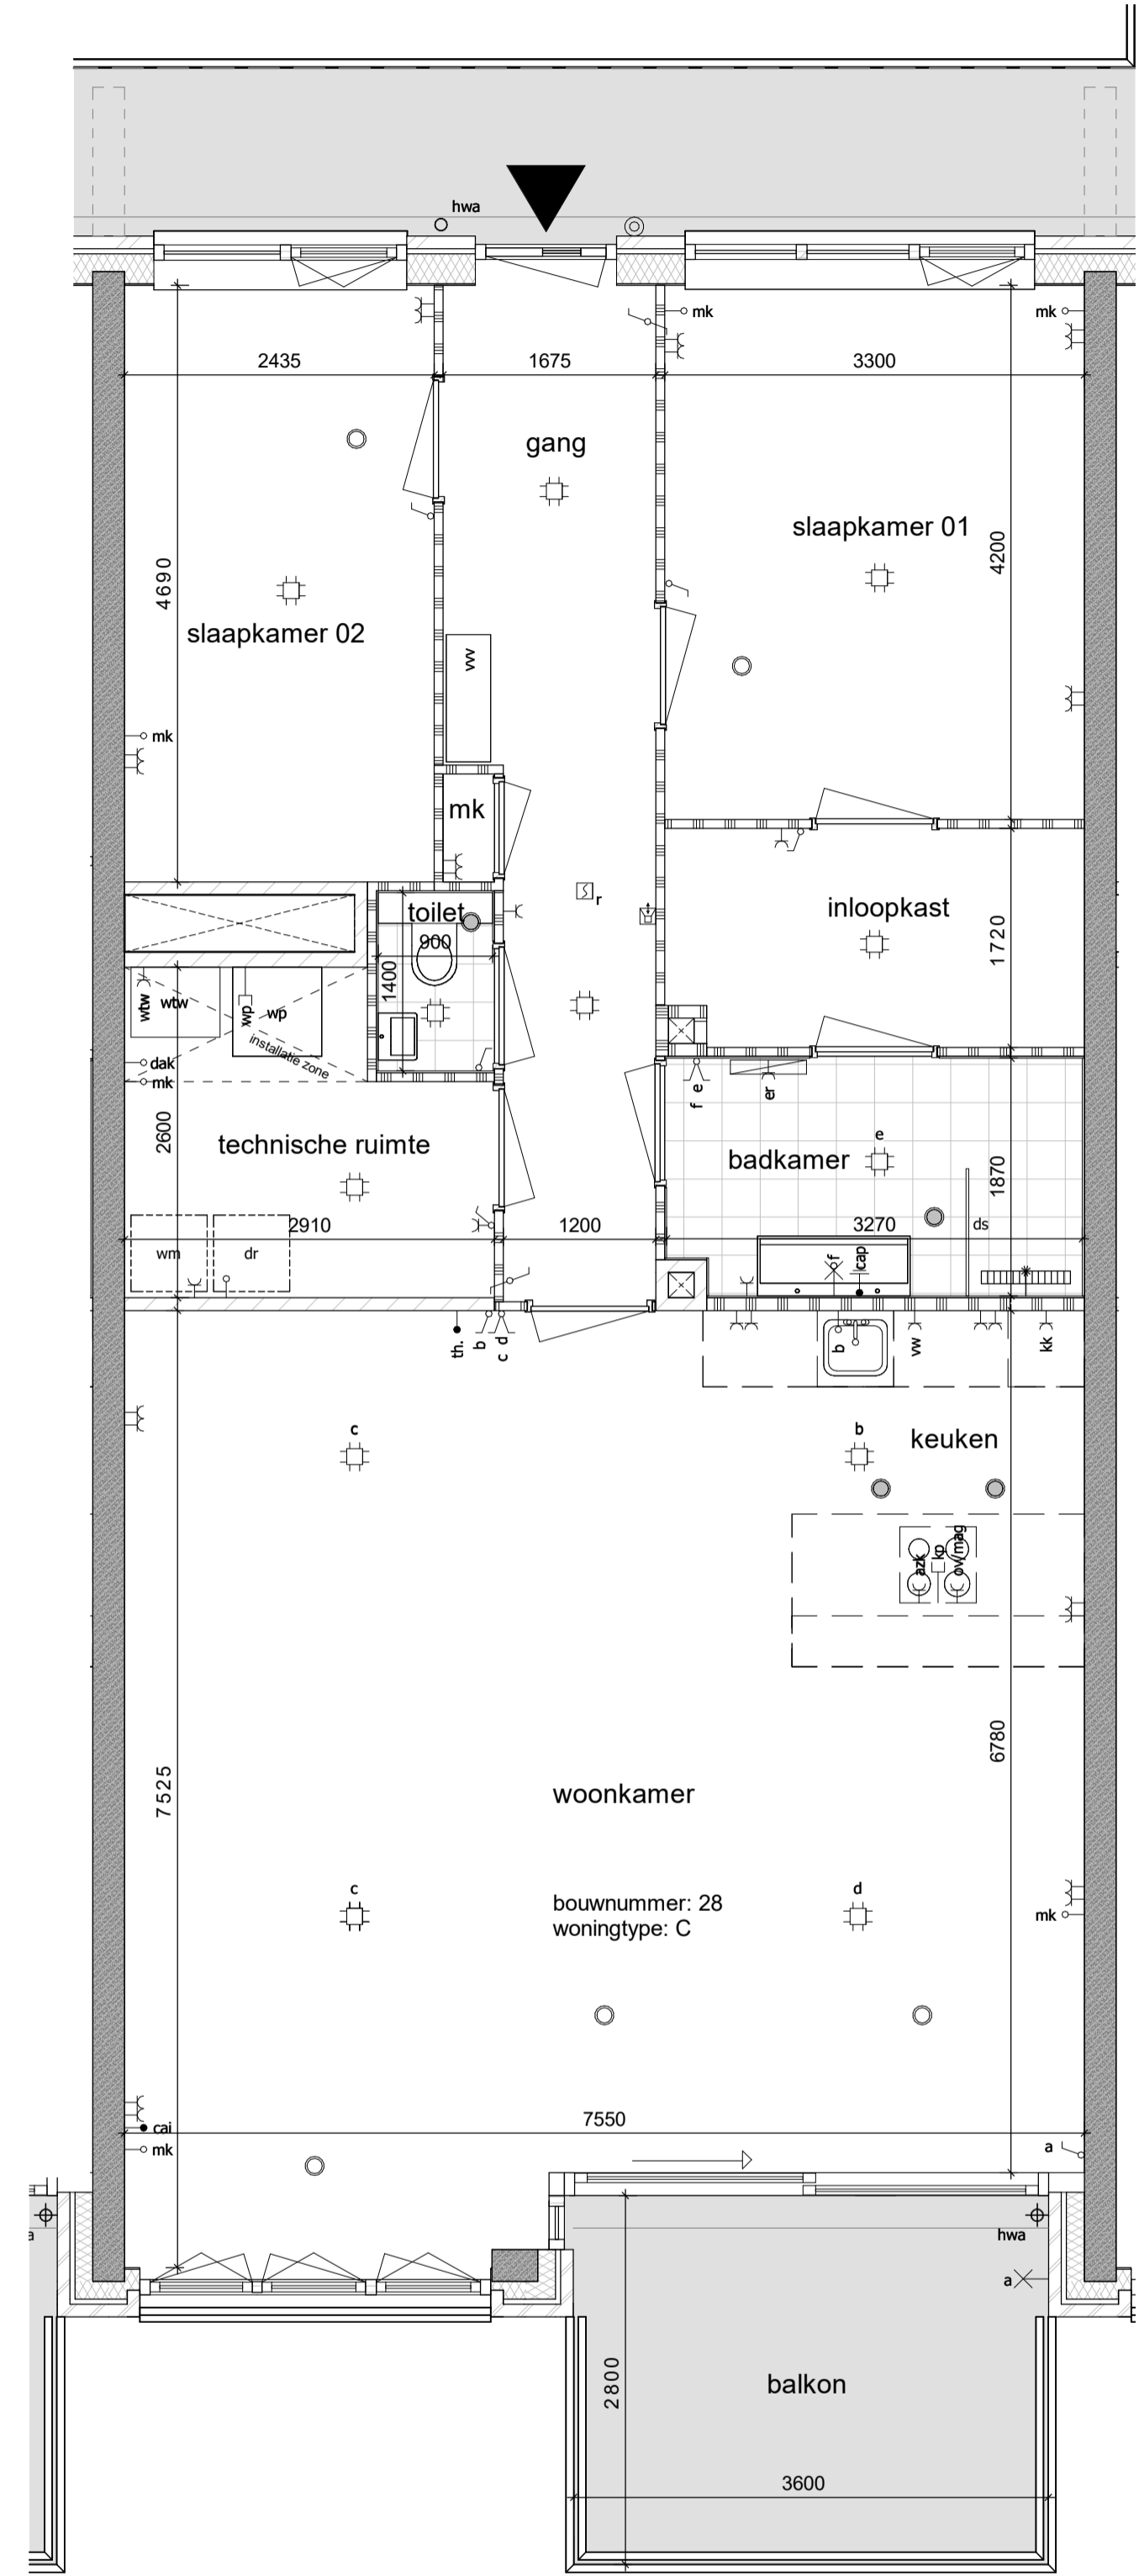 hwa
mk
mk
2435
1675
3300
gang
slaapkamer 01
4200
4690
slaapkamer 02
vvv
mk
mk
toilet
r
inloopkast
900
1720
1400
wtw
wtw
wp
wp
installatie zone
dak
mk
f e
er
2600
technische ruimte
badkamer
e
1870
2910
1200
3270
ds
wm
dr
f
cap
th.
b
c d
b
vw
kk
c
b
keuken
azk
kp
ov/mag
6780
7525
woonkamer
c
bouwnummer: 28
d
woningtype: C
mk
7550
cai
mk
a
a
hwa
a
2800
balkon
3600